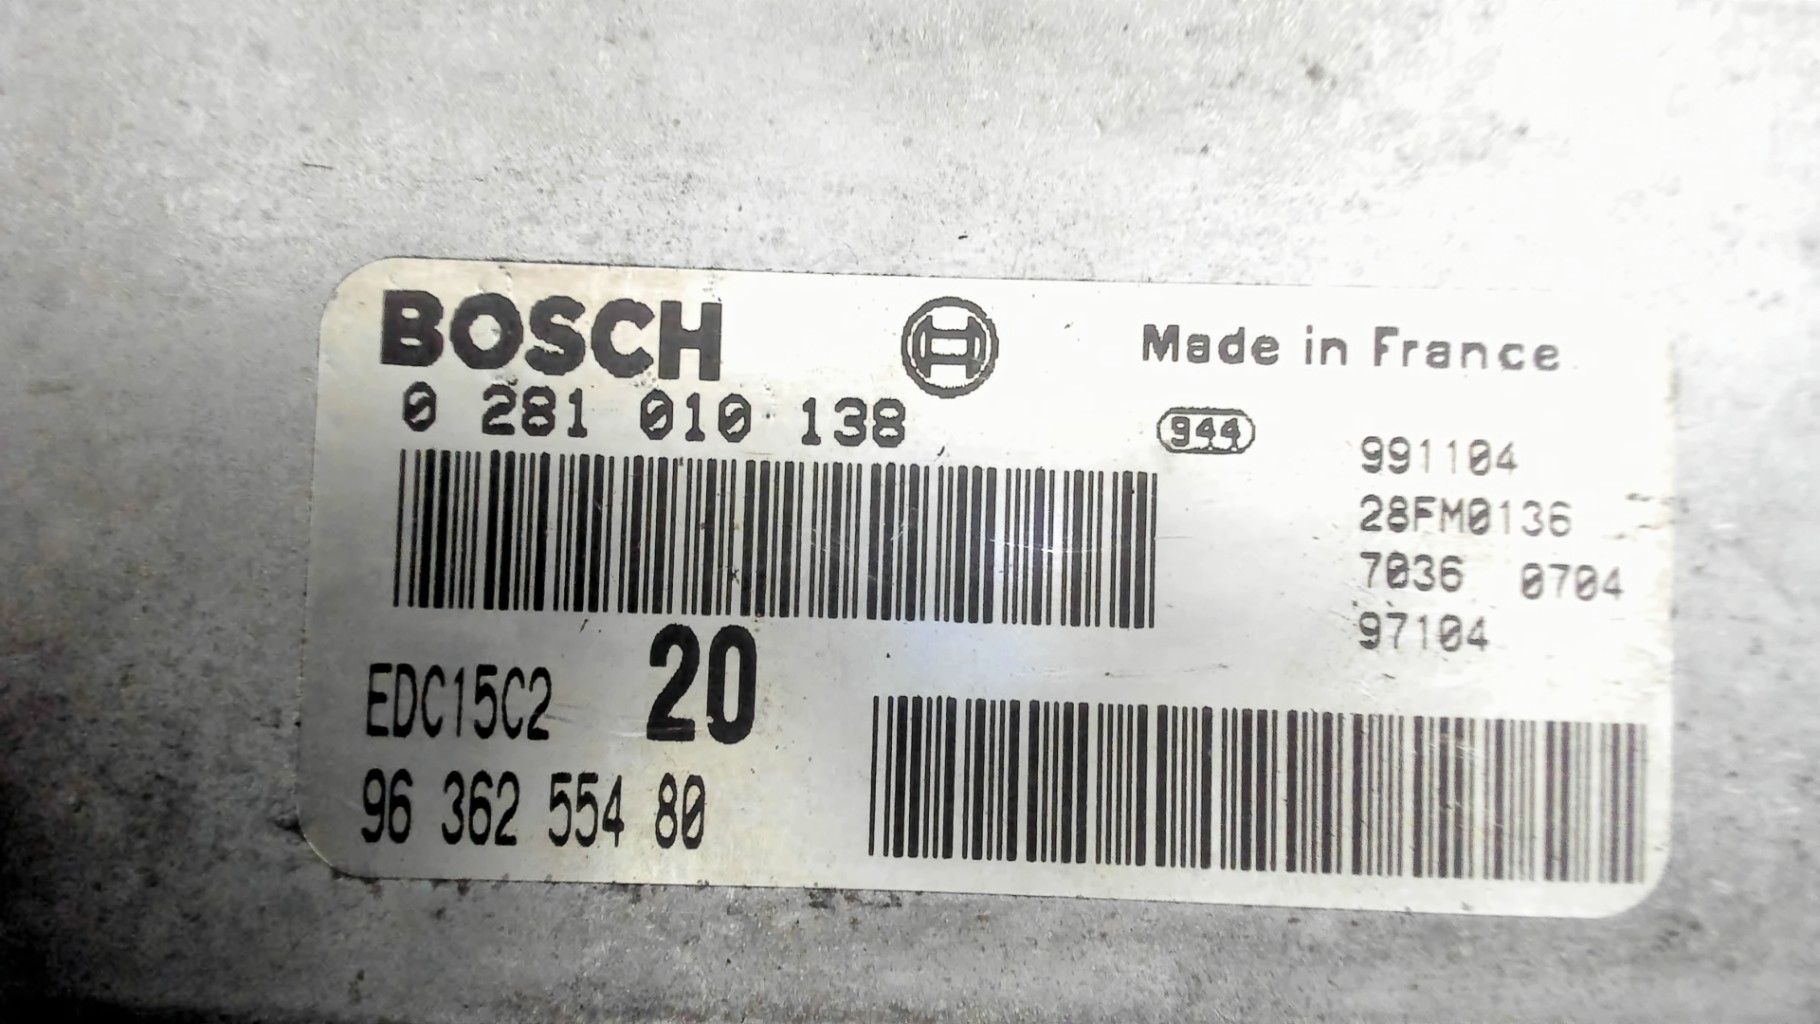 BOSCH
Made in France
0 281 010 138
944
991104
28FM0136
7036 0704
97104
EDC15C2 20
96 362 554 80